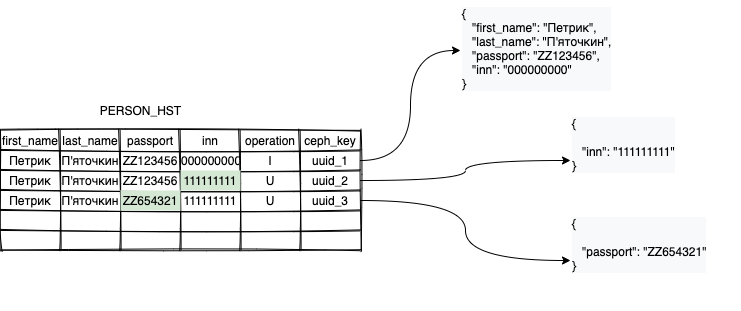 {
"first_name": "Петрик",
"last_name": "П'яточкин",
"passport": "ZZ123456",
"inn": "000000000"
}
PERSON_HST
first_name last_name passport inn operation ceph_key
Петрик П'яточкин ZZ123456 000000000 I uuid_1
Петрик П'яточкин ZZ123456 111111111 U uuid_2
Петрик П'яточкин ZZ654321 111111111 U uuid_3
{
"inn": "111111111"
}
{
"passport": "ZZ654321"
}